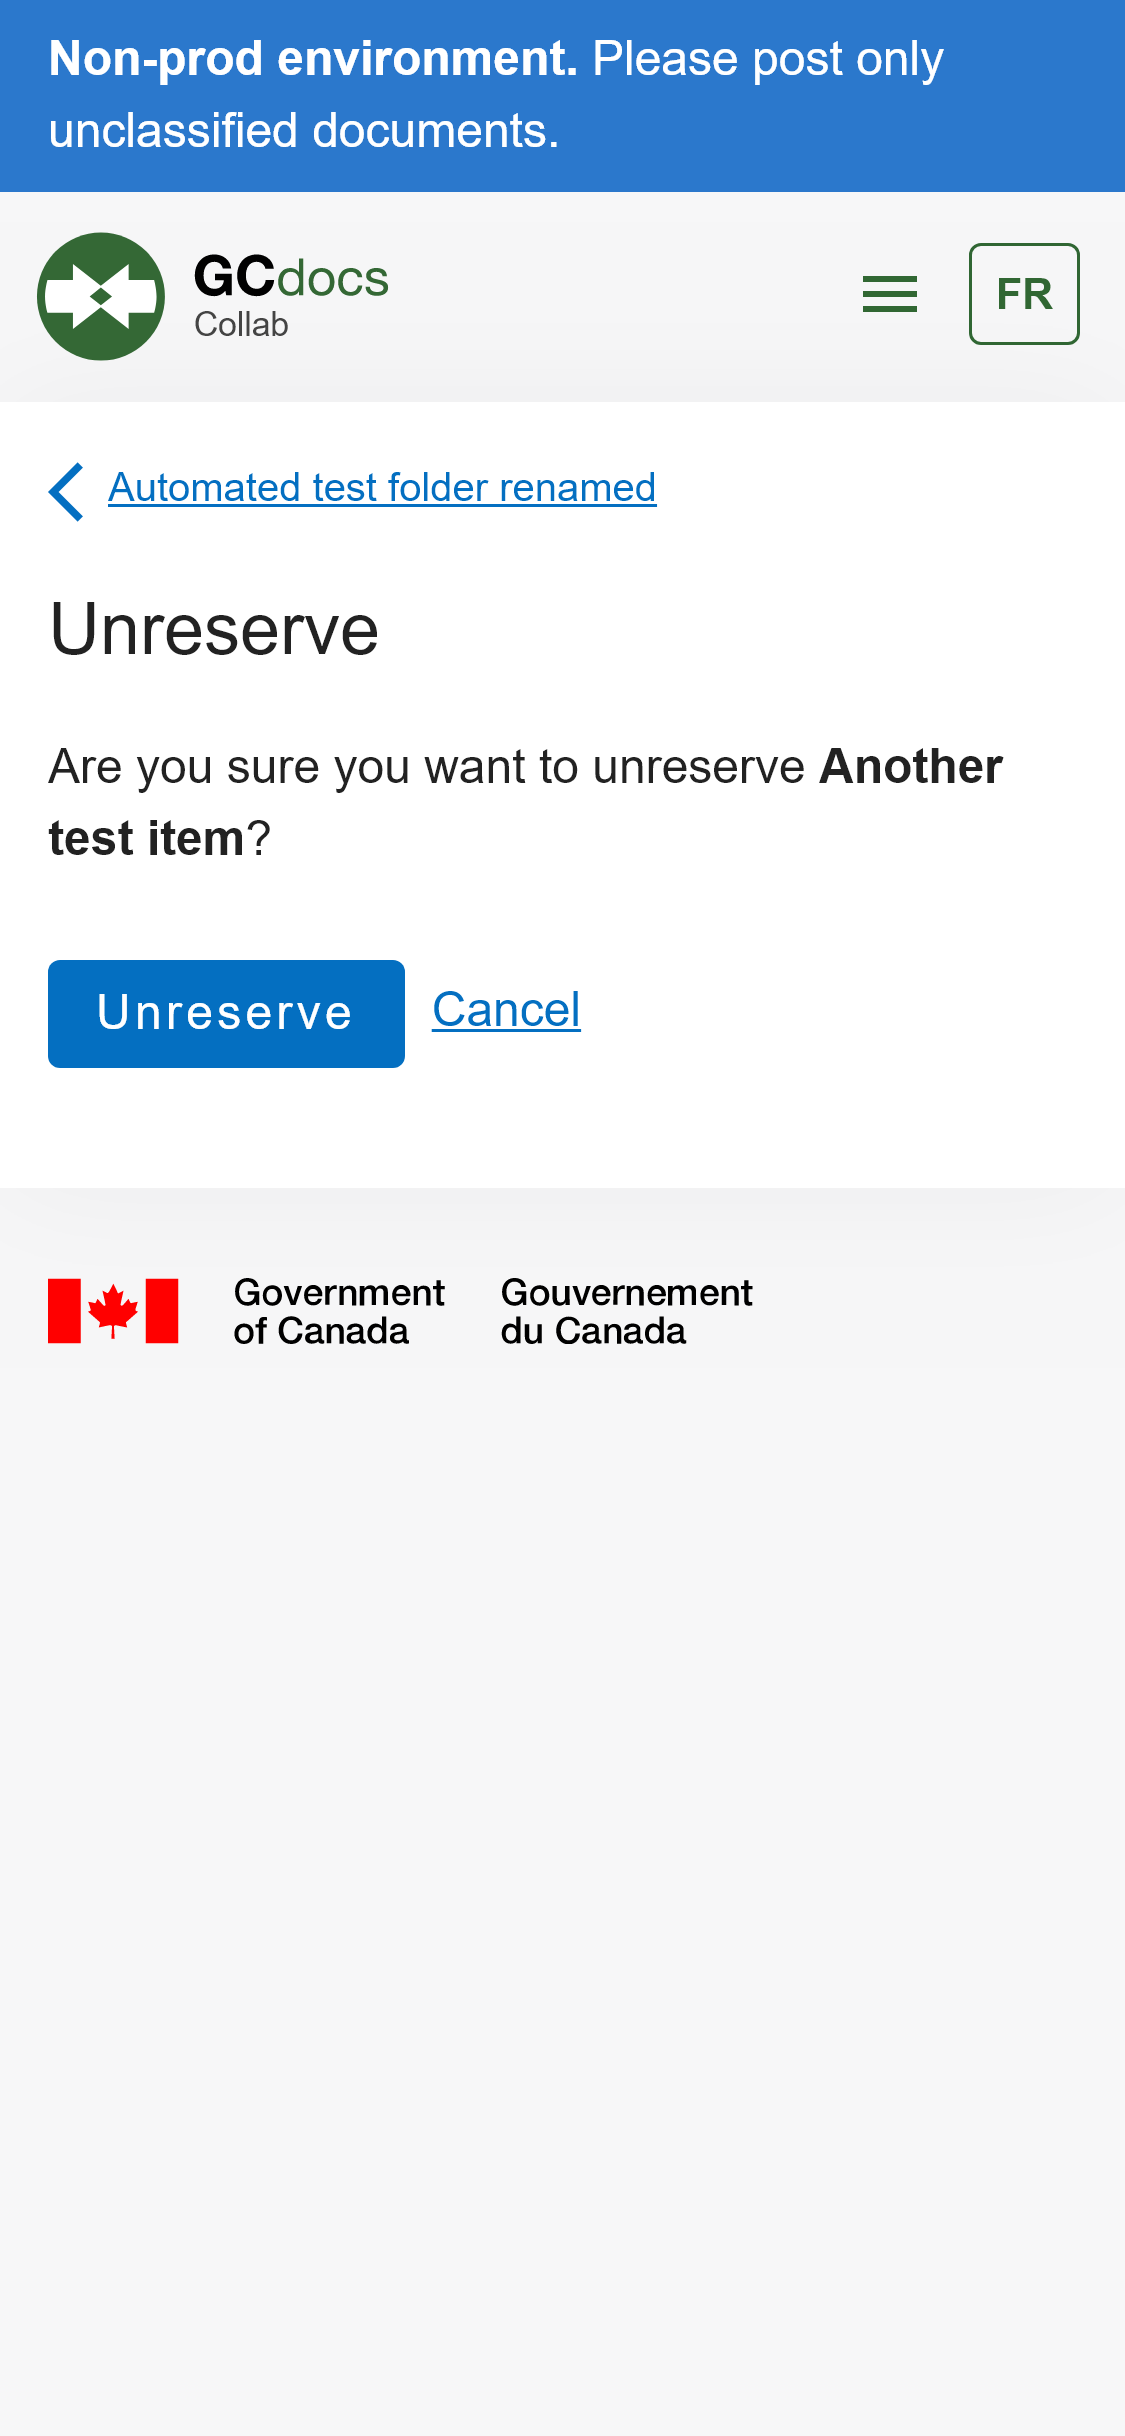 Non-prod environment. Please post only
unclassified documents.
GCdocs
Collab
FR
Automated test folder renamed
Unreserve
Are you sure you want to unreserve Another
test item?
Unreserve Cancel
Government Gouvernement
of Canada du Canada